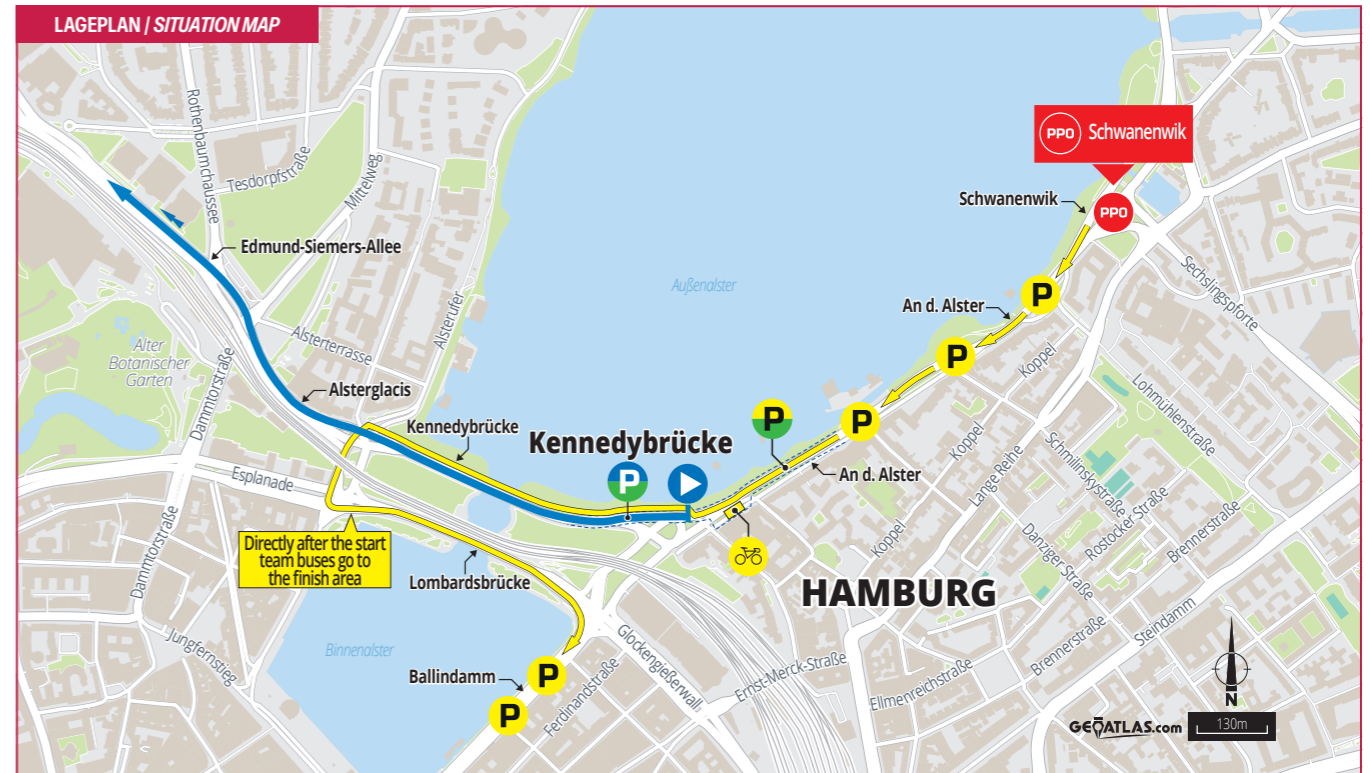 LAGEPLAN / SITUATION MAP
Rothenbaumchaussee
Tesdorpfstraße
Mittelweg
PPO Schwanenwik
Schwanenwik
PPO
Edmund-Siemers-Allee
Sechslingspforte
Außenalster
P
An d. Alster
Alsterufer
Alsterterrasse
Alter
Botanischer
Garten
P
Koppel
Lohmühlenstraße
Dammtorstraße
Alsterglacis
P
P
Kennedybrücke
Kennedybrücke
Koppel
Schmilinskystraße
Lange Reihe
An d. Alster
Esplanade
P
Rostocker Straße
Brennerstraße
Koppel
Danziger Straße
Directly after the start
team buses go to
the finish area
Dammtorstraße
Lombardsbrücke
HAMBURG
Steindamm
Jungfernstieg
Binnenalster
Glockengießerwall
Brennerstraße
Ernst-Merck-Straße
Ballindamm
P
P
Ferdinandstraße
Ellmenreichstraße
N
GEOATLAS.com
130m